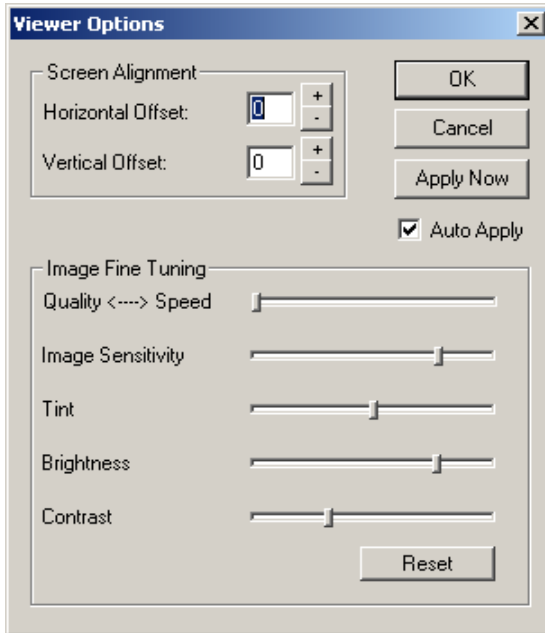 Viewer Options
Screen Alignment
Horizontal Offset: 0 + -
Vertical Offset: 0 + -
OK
Cancel
Apply Now
Auto Apply
Image Fine Tuning
Quality <----> Speed
Image Sensitivity
Tint
Brightness
Contrast
Reset